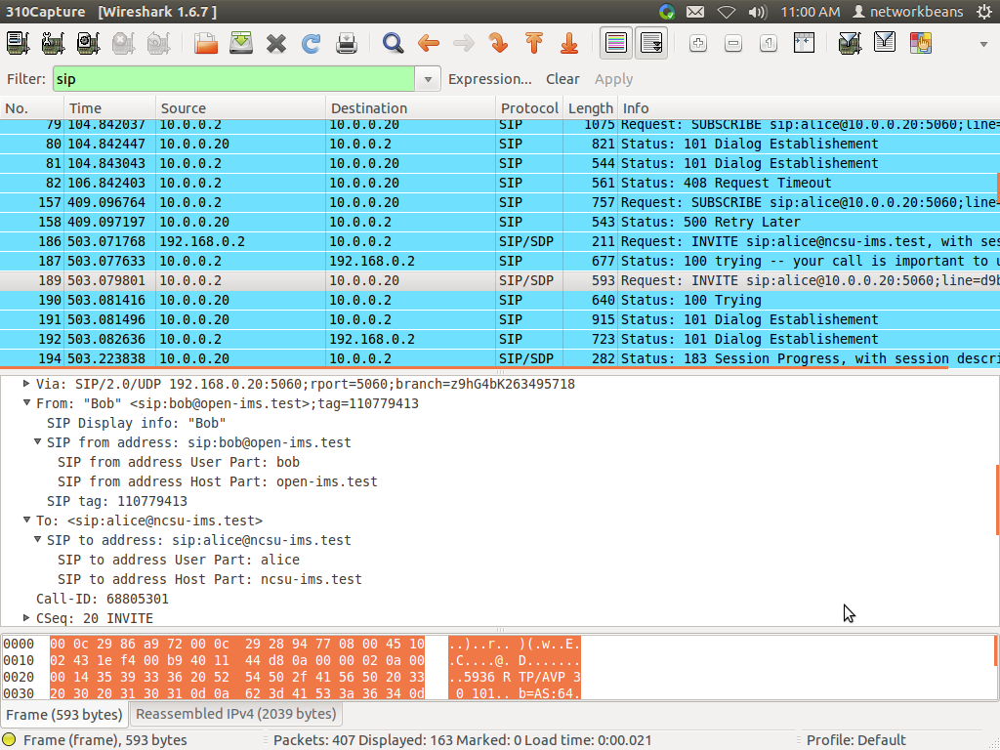 310Capture [Wireshark 1.6.7 ] 11:00 AM networkbeans
Filter: sip Expression... Clear Apply
No. Time Source Destination Protocol Length Info
79 104.842037 10.0.0.2 10.0.0.20 SIP 1075 Request: SUBSCRIBE sip:alice@10.0.0.20:5060;line=
80 104.842447 10.0.0.20 10.0.0.2 SIP 821 Status: 101 Dialog Establishement
81 104.843043 10.0.0.20 10.0.0.2 SIP 544 Status: 101 Dialog Establishement
82 106.842403 10.0.0.2 10.0.0.20 SIP 561 Status: 408 Request Timeout
157 409.096764 10.0.0.2 10.0.0.20 SIP 757 Request: SUBSCRIBE sip:alice@10.0.0.20:5060;line=
158 409.097197 10.0.0.20 10.0.0.2 SIP 543 Status: 500 Retry Later
186 503.071768 192.168.0.2 10.0.0.2 SIP/SDP 211 Request: INVITE sip:alice@ncsu-ims.test, with ses
187 503.077633 10.0.0.2 192.168.0.2 SIP 677 Status: 100 trying -- your call is important to u
189 503.079801 10.0.0.2 10.0.0.20 SIP/SDP 593 Request: INVITE sip:alice@10.0.0.20:5060;line=d9b
190 503.081416 10.0.0.20 10.0.0.2 SIP 640 Status: 100 Trying
191 503.081496 10.0.0.20 10.0.0.2 SIP 915 Status: 101 Dialog Establishement
192 503.082636 10.0.0.2 192.168.0.2 SIP 723 Status: 101 Dialog Establishement
194 503.223838 10.0.0.20 10.0.0.2 SIP/SDP 282 Status: 183 Session Progress, with session descri
Via: SIP/2.0/UDP 192.168.0.20:5060;rport=5060;branch=z9hG4bK263495718
From: "Bob" <sip:bob@open-ims.test>;tag=110779413
SIP Display info: "Bob"
SIP from address: sip:bob@open-ims.test
SIP from address User Part: bob
SIP from address Host Part: open-ims.test
SIP tag: 110779413
To: <sip:alice@ncsu-ims.test>
SIP to address: sip:alice@ncsu-ims.test
SIP to address User Part: alice
SIP to address Host Part: ncsu-ims.test
Call-ID: 68805301
CSeq: 20 INVITE
0000 00 0c 29 86 a9 72 00 0c 29 28 94 77 08 00 45 10 ..)..r.. )(.w..E.
0010 02 43 1e f4 00 b9 40 11 44 d8 0a 00 00 02 0a 00 .C....@. D.......
0020 00 14 35 39 33 36 20 52 54 50 2f 41 56 50 20 33 ..5936 R TP/AVP 3
0030 20 30 20 31 30 31 0d 0a 62 3d 41 53 3a 36 34 0d 0 101.. b=AS:64.
Frame (593 bytes) Reassembled IPv4 (2039 bytes)
Frame (frame), 593 bytes Packets: 407 Displayed: 163 Marked: 0 Load time: 0:00.021 Profile: Default